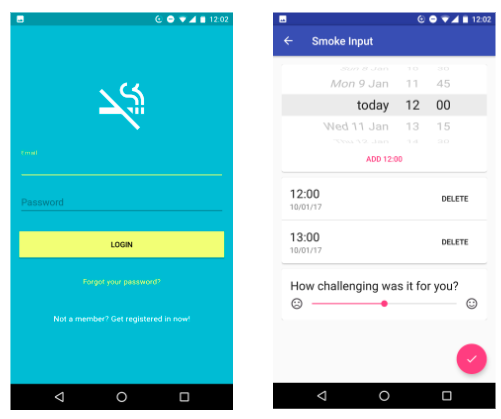 12:02
Email
Password
LOGIN
Forgot your password?
Not a member? Get registered in now!
12:02
Smoke Input
Mon 9 Jan 11 45
today 12 00
Wed 11 Jan 13 15
ADD 12:00
12:00
10/01/17
DELETE
13:00
10/01/17
DELETE
How challenging was it for you?